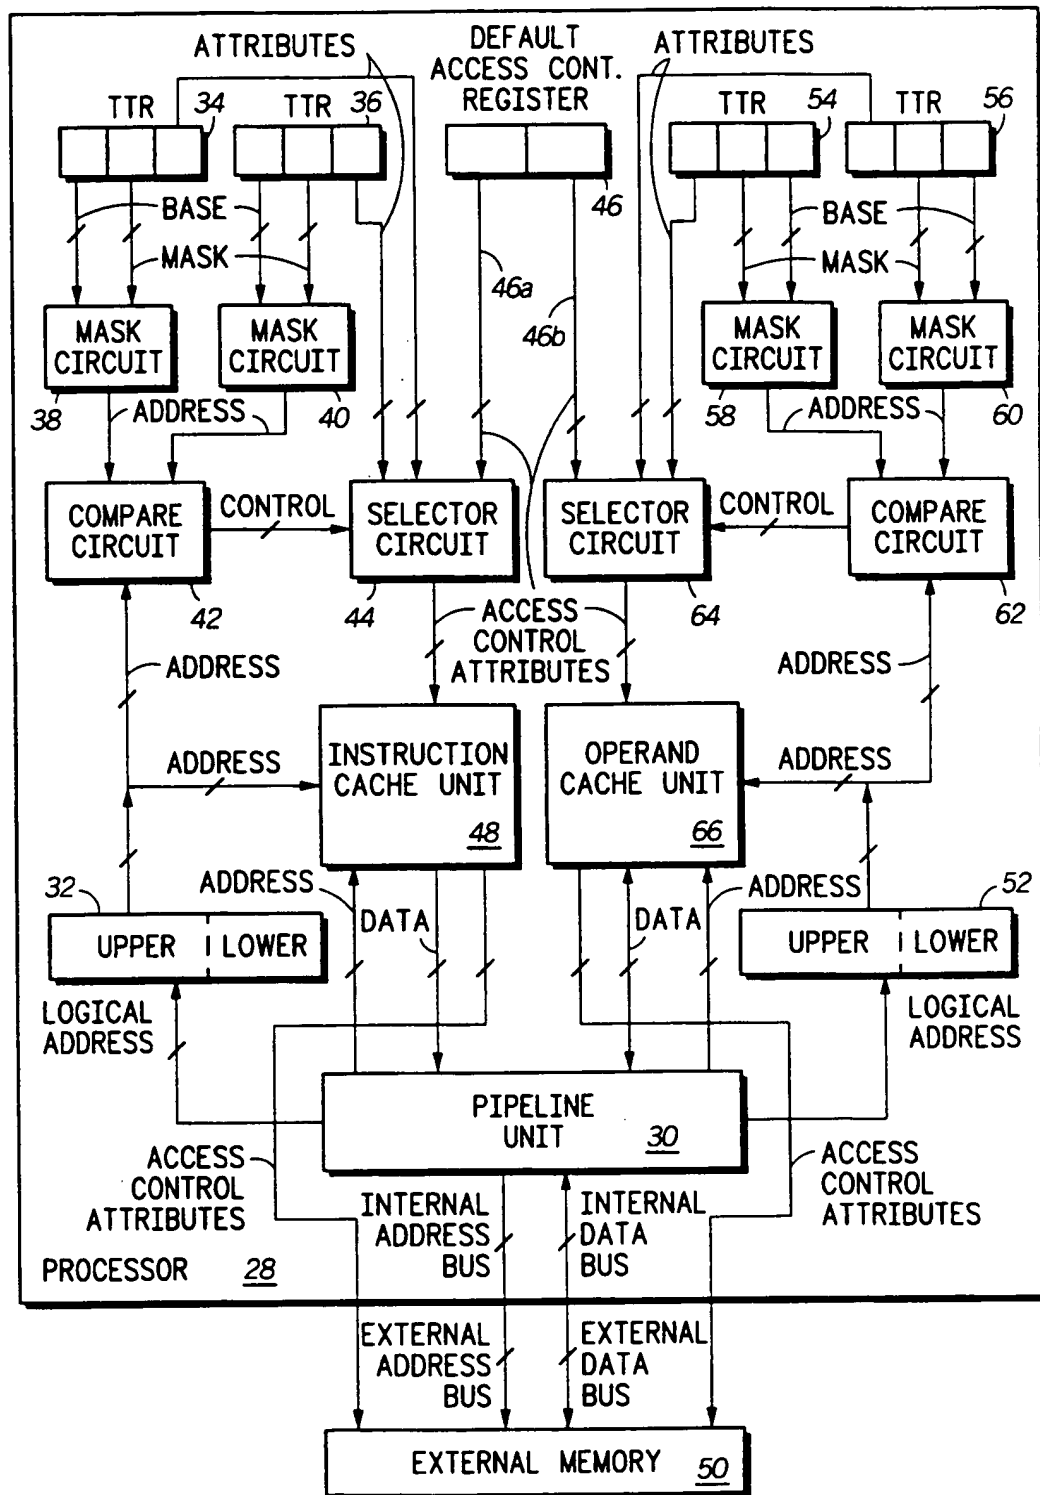 ATTRIBUTES
DEFAULT
ACCESS CONT.
REGISTER
ATTRIBUTES
TTR
34
TTR
36
46
TTR
54
TTR
56
BASE
MASK
46a
46b
BASE
MASK
MASK
CIRCUIT
38
MASK
CIRCUIT
40
MASK
CIRCUIT
58
MASK
CIRCUIT
60
ADDRESS
ADDRESS
COMPARE
CIRCUIT
42
CONTROL
SELECTOR
CIRCUIT
44
SELECTOR
CIRCUIT
64
CONTROL
COMPARE
CIRCUIT
62
ACCESS
CONTROL
ATTRIBUTES
ADDRESS
ADDRESS
ADDRESS
INSTRUCTION
CACHE UNIT
48
OPERAND
CACHE UNIT
66
ADDRESS
32
UPPER
LOWER
LOGICAL
ADDRESS
ADDRESS
DATA
DATA
ADDRESS
52
UPPER
LOWER
LOGICAL
ADDRESS
PIPELINE
UNIT
30
ACCESS
CONTROL
ATTRIBUTES
INTERNAL
ADDRESS
BUS
INTERNAL
DATA
BUS
ACCESS
CONTROL
ATTRIBUTES
PROCESSOR 28
EXTERNAL
ADDRESS
BUS
EXTERNAL
DATA
BUS
EXTERNAL MEMORY 50